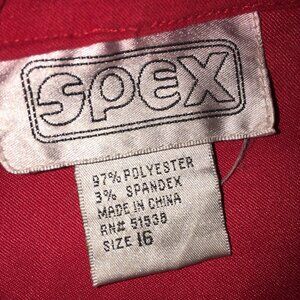 SPEX
97% POLYESTER
3% SPANDEX
MADE IN CHINA
RN# 51538
SIZE 16